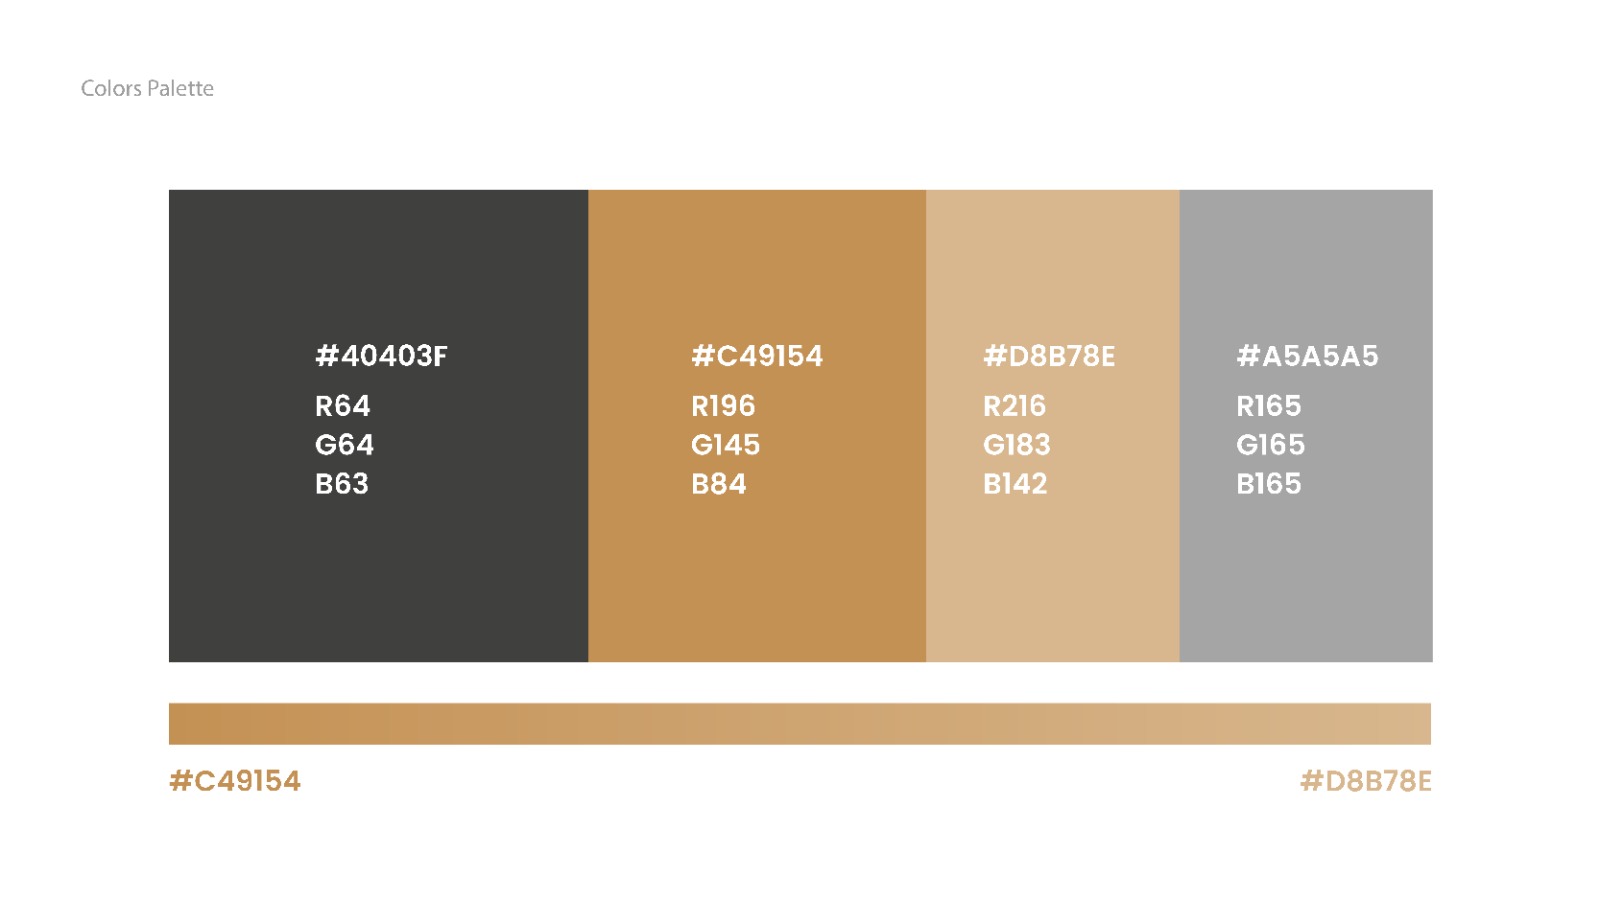 Colors Palette
#40403F
R64
G64
B63
#C49154
R196
G145
B84
#D8B78E
R216
G183
B142
#A5A5A5
R165
G165
B165
#C49154
#D8B78E